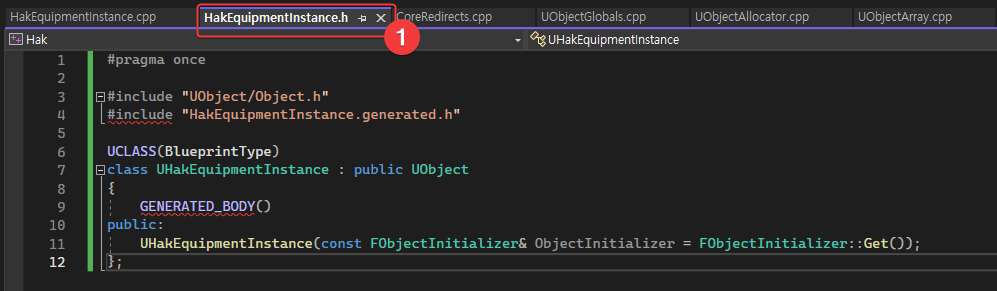 HakEquipmentInstance.cpp HakEquipmentInstance.h CoreRedirects.cpp UObjectGlobals.cpp UObjectAllocator.cpp UObjectArray.cpp
1
Hak UHakEquipmentInstance
1 #pragma once
2
3 #include "UObject/Object.h"
4 #include "HakEquipmentInstance.generated.h"
5
6 UCLASS(BlueprintType)
7 class UHakEquipmentInstance : public UObject
8 {
9 GENERATED_BODY()
10 public:
11 UHakEquipmentInstance(const FObjectInitializer& ObjectInitializer = FObjectInitializer::Get());
12 };